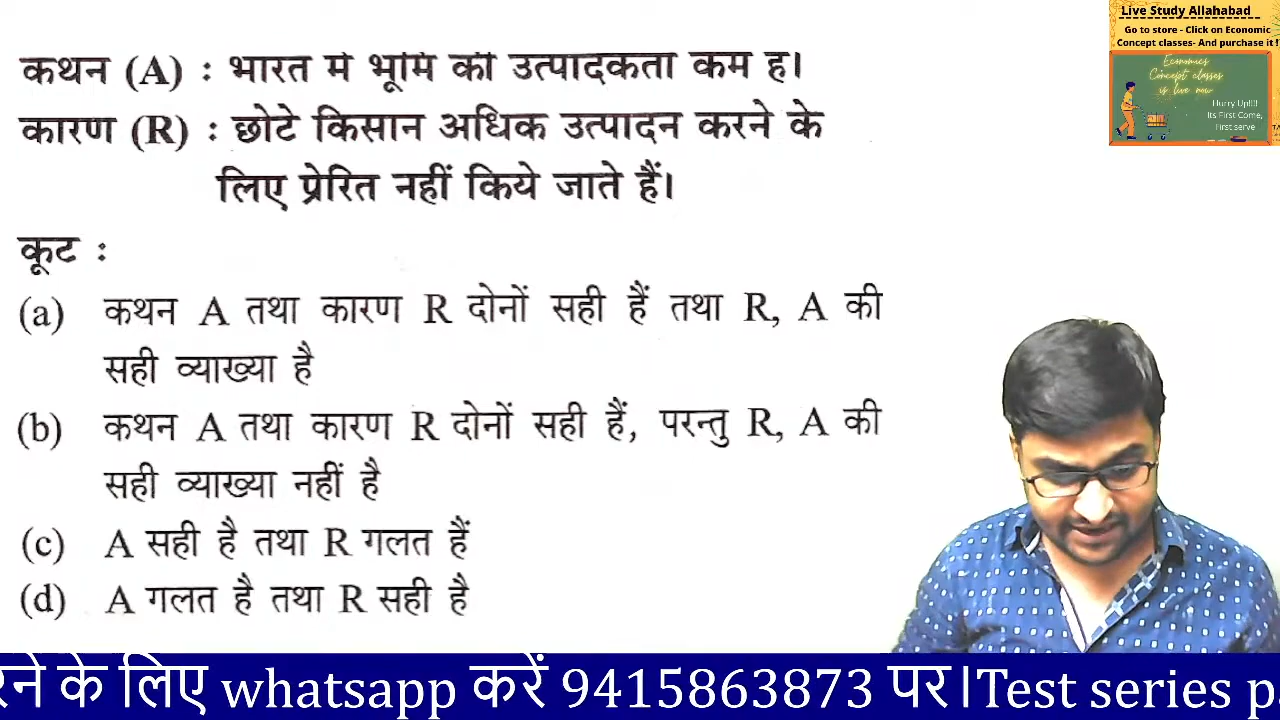 Live Study Allahabad
Go to store - Click on Economic
Concept classes- And purchase it !
Economics
Concept classes
is live now
Hurry Up!!!!
Its First Come,
First serve
कथन (A) : भारत मे भूमि की उत्पादकता कम ह।
कारण (R) : छोटे किसान अधिक उत्पादन करने के
लिए प्रेरित नहीं किये जाते हैं।
कूट :
(a) कथन A तथा कारण R दोनों सही हैं तथा R, A की
सही व्याख्या है
(b) कथन A तथा कारण R दोनों सही हैं, परन्तु R, A की
सही व्याख्या नहीं है
(c) A सही है तथा R गलत हैं
(d) A गलत है तथा R सही है
रने के लिए whatsapp करें 9415863873 पर।Test series p